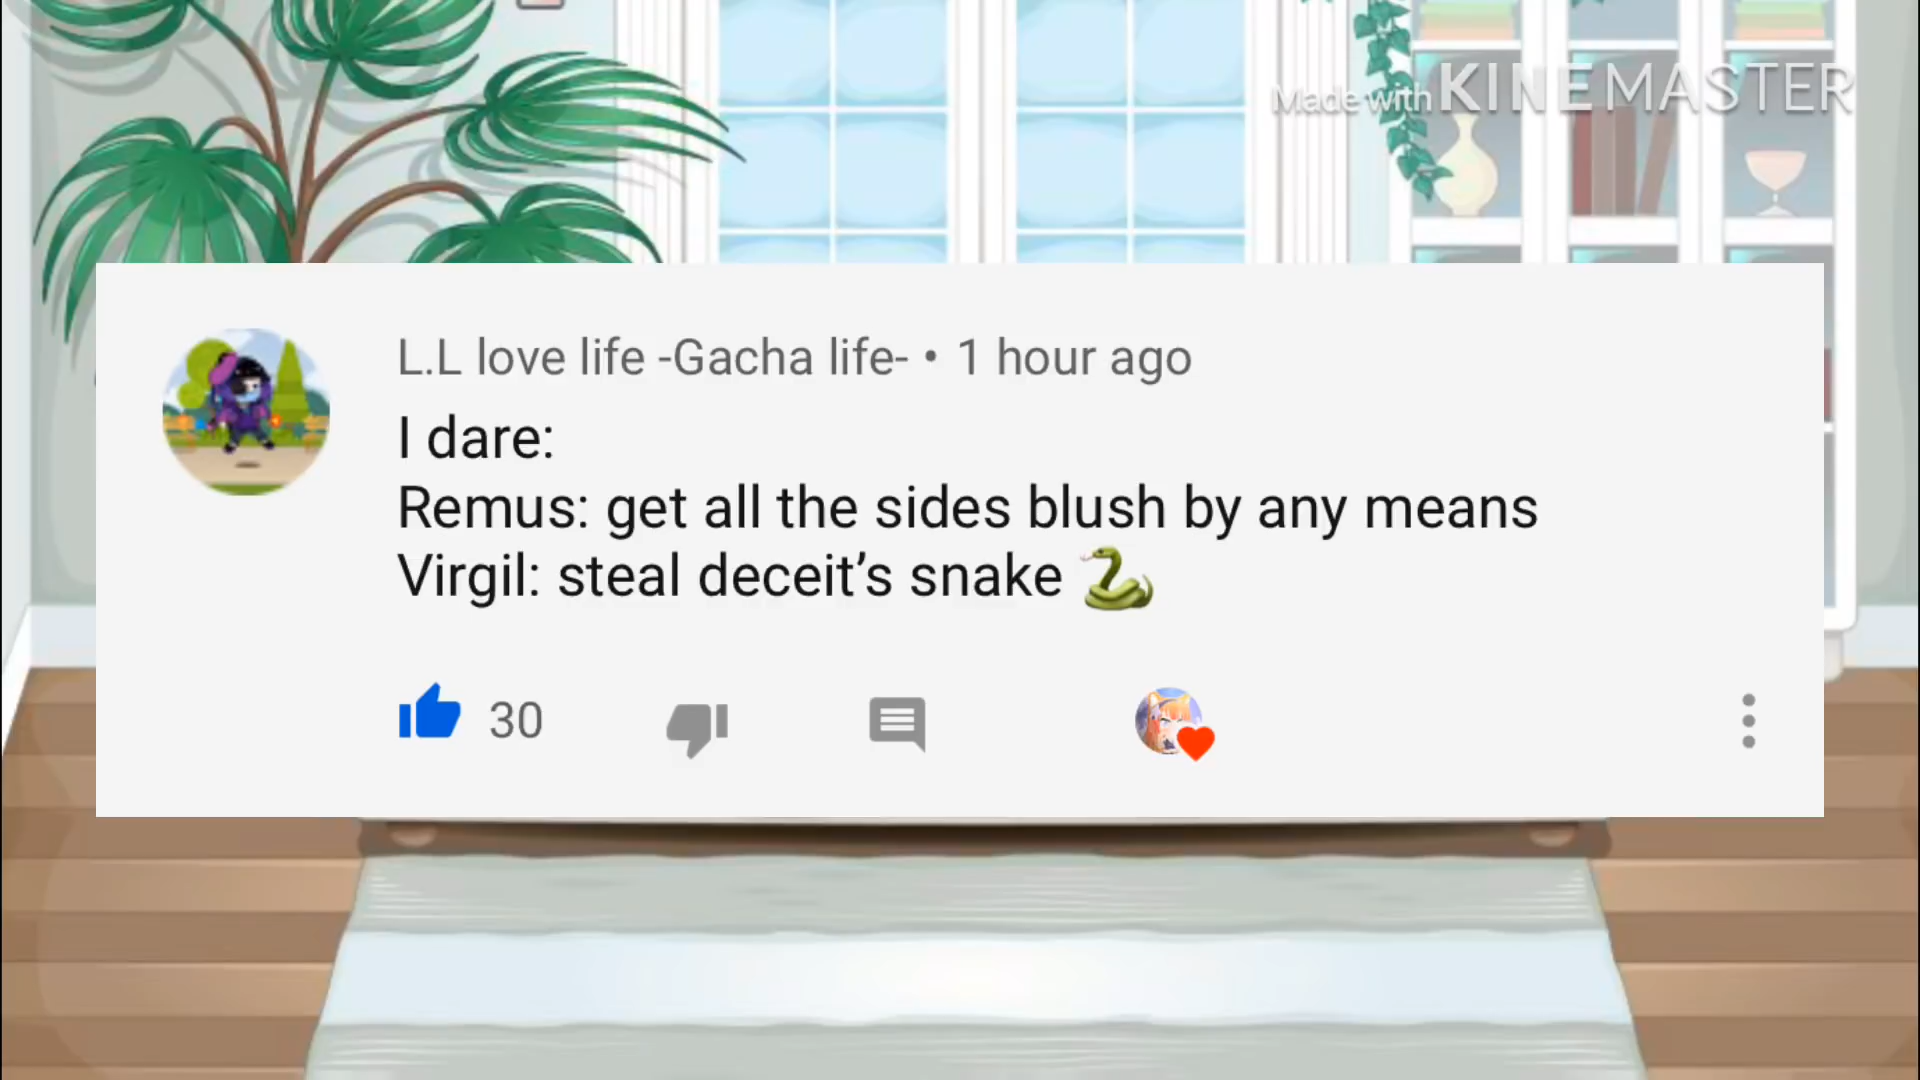 Made with KINEMASTER
L.L love life -Gacha life- • 1 hour ago
I dare:
Remus: get all the sides blush by any means
Virgil: steal deceit’s snake 🐍
30